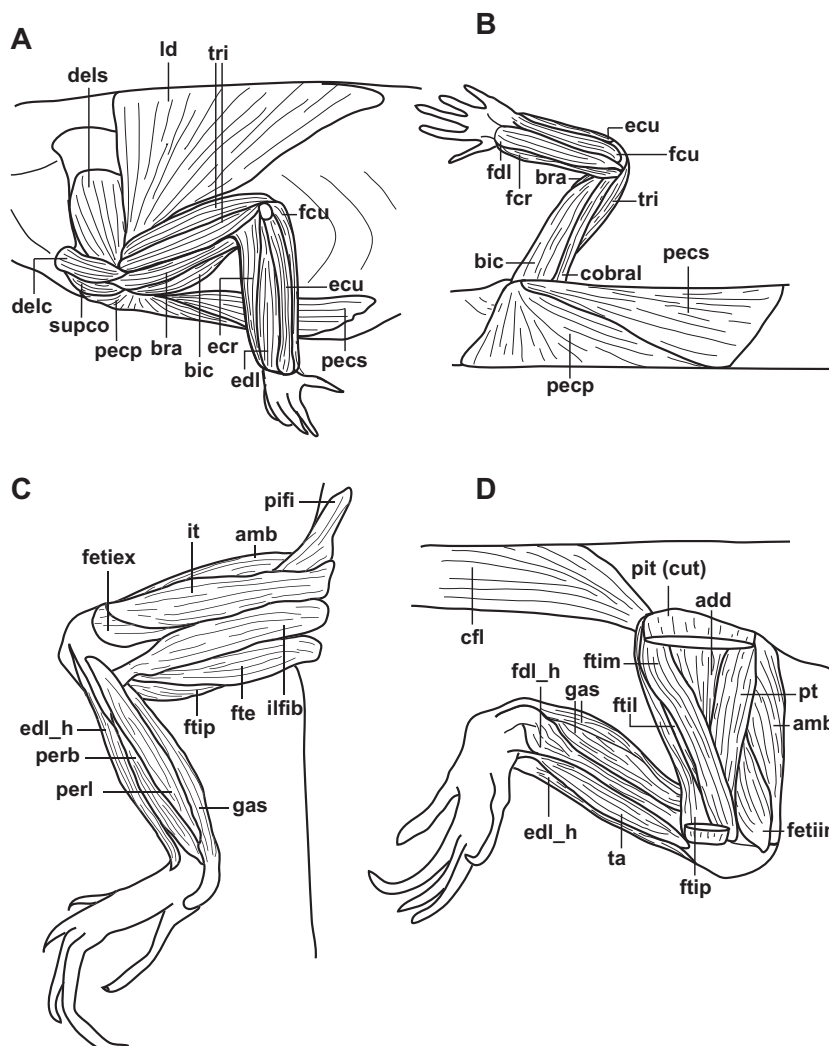 A
ld
tri
dels
fcu
delc
supco
ecu
pecp
bra
bic
ecr
edl
pecs
B
ecu
fcu
fdl
fcr
bra
tri
bic
cobral
pecs
pecp
C
pifi
it
amb
fetiex
edl_h
perb
perl
ftip
fte
ilfib
gas
D
pit (cut)
add
cfl
ftim
fdl_h
gas
pt
ftil
amb
edl_h
ta
fetiin
ftip